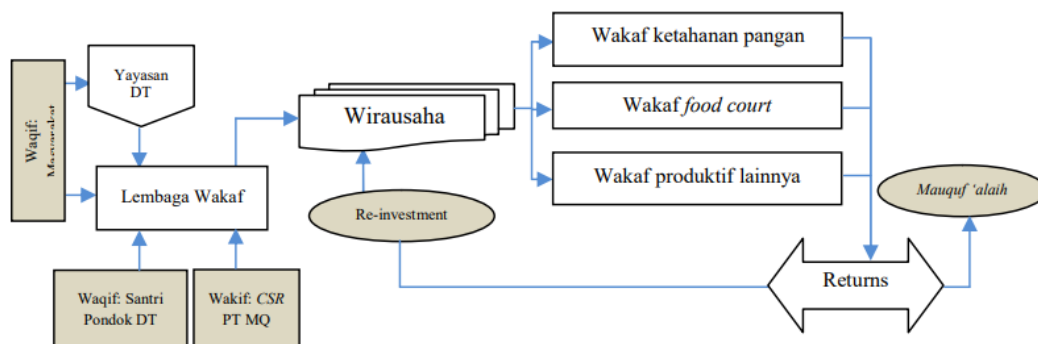 Waqif:
Yayasan
DT
Lembaga Wakaf
Waqif: Santri
Pondok DT
Wakif: CSR
PT MQ
Wirausaha
Re-investment
Wakaf ketahanan pangan
Wakaf food court
Wakaf produktif lainnya
Mauquf ‘alaih
Returns